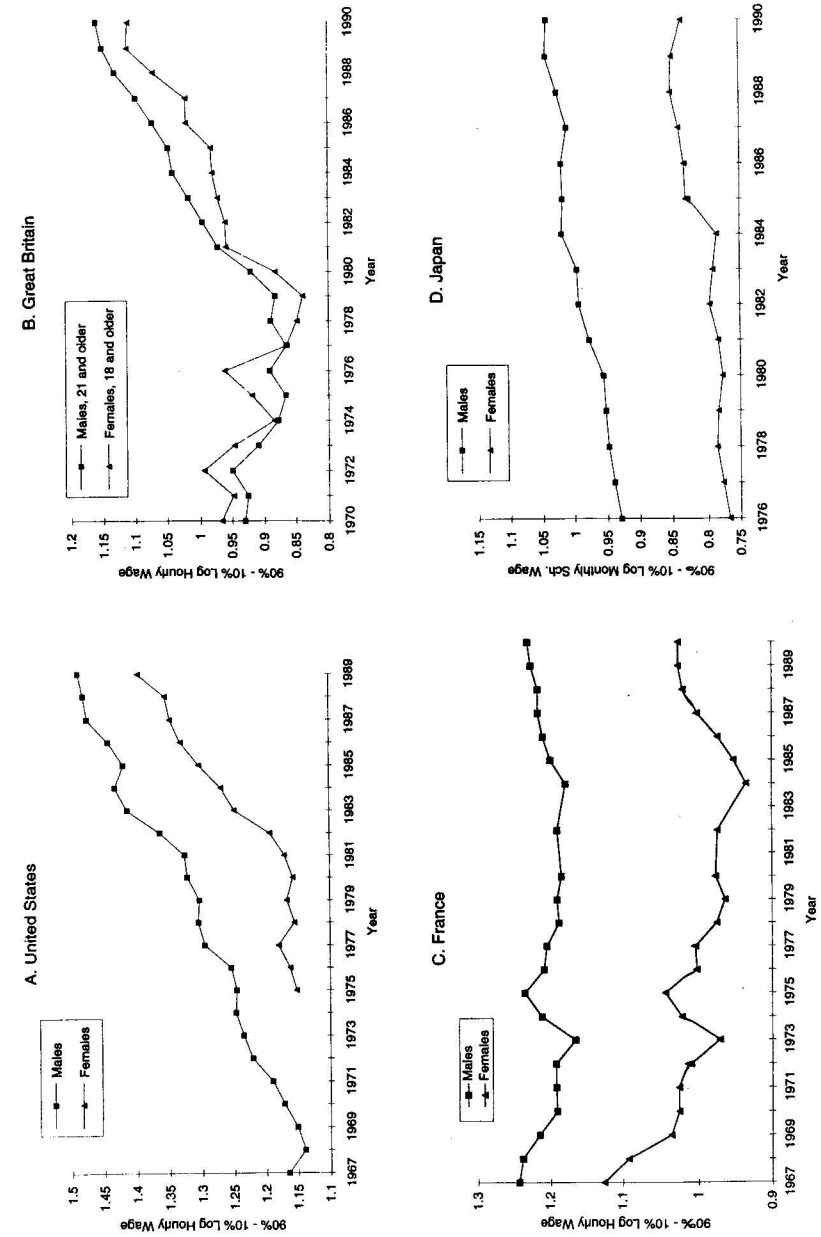 A. United States
Males
Females
90% - 10% Log Hourly Wage
1.5
1.45
1.4
1.35
1.3
1.25
1.2
1.15
1.1
1967 1969 1971 1973 1975 1977 1979 1981 1983 1985 1987 1989
Year
B. Great Britain
Males, 21 and older
Females, 18 and older
90% - 10% Log Hourly Wage
1.2
1.15
1.1
1.05
1
0.95
0.9
0.85
0.8
1970 1972 1974 1976 1978 1980 1982 1984 1986 1988 1990
Year
C. France
Males
Females
90% - 10% Log Hourly Wage
1.3
1.2
1.1
1
0.9
1967 1969 1971 1973 1975 1977 1979 1981 1983 1985 1987 1989
Year
D. Japan
Males
Females
90% - 10% Log Monthly Sch. Wage
1.15
1.1
1.05
1
0.95
0.9
0.85
0.8
0.75
1976 1978 1980 1982 1984 1986 1988 1990
Year